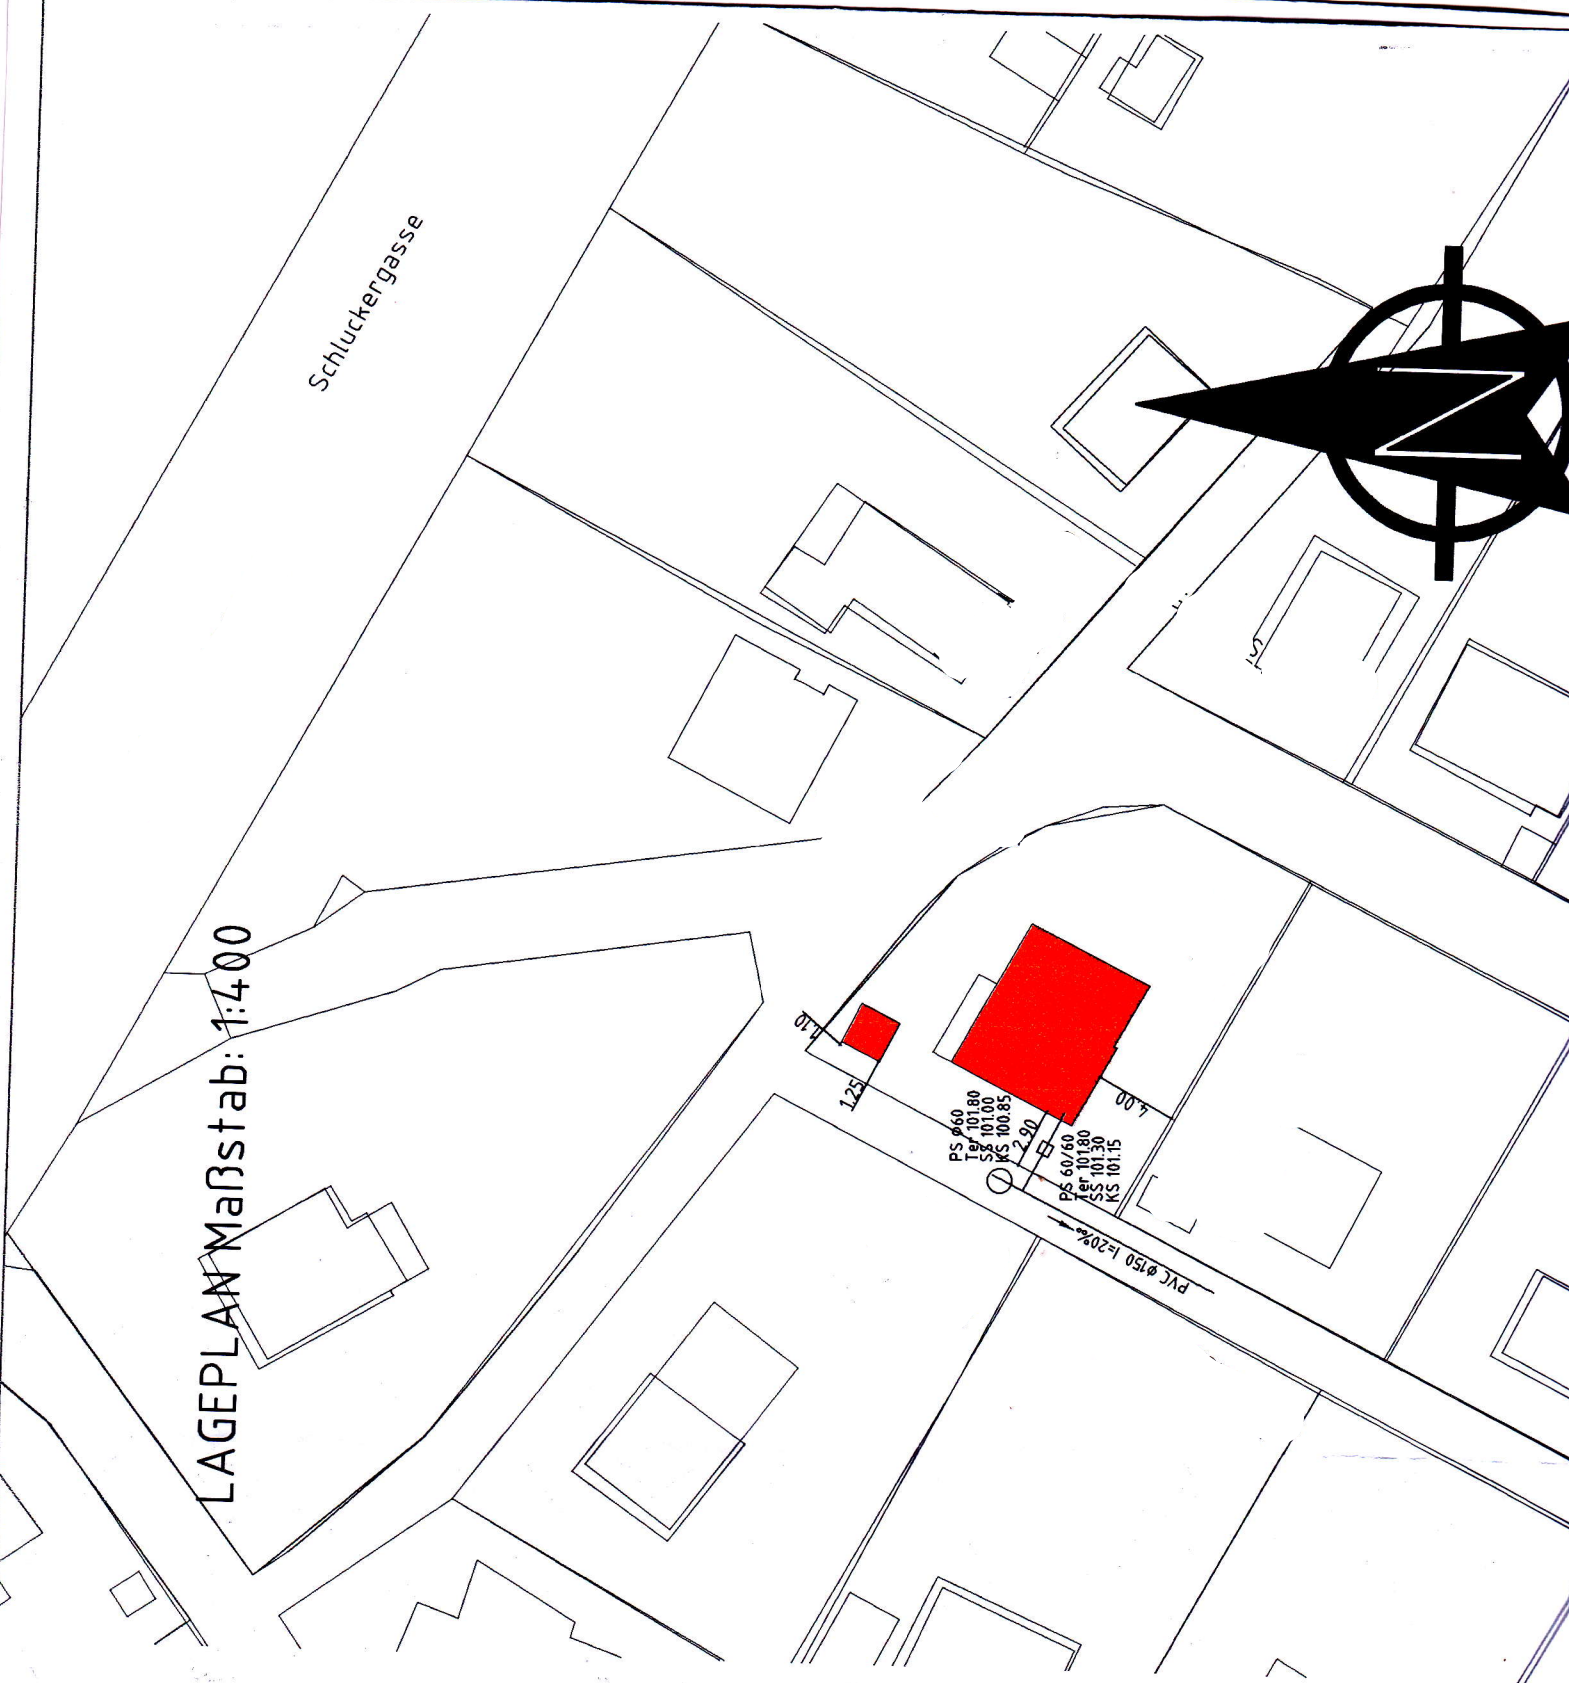 Schluckergasse
LAGEPLAN Maßstab: 1:400
1.10
1.25
PS ø60
Ter 101.80
SS 101.00
KS 100.85
2.90
4.00
PS 60/60
Ter 101.80
SS 101.30
KS 101.15
PVC ø150 I=20‰
N